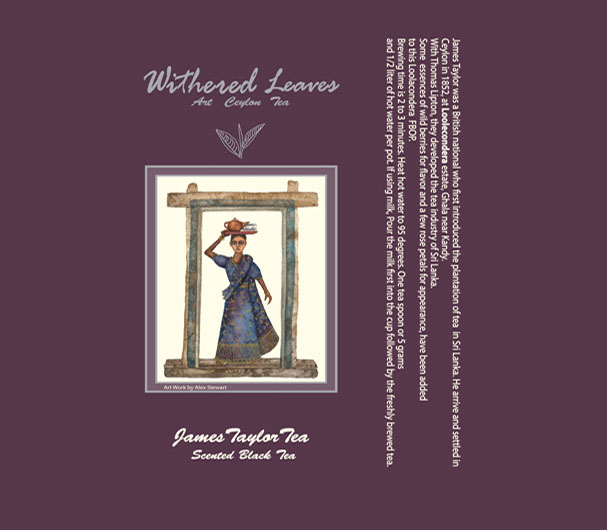 Withered Leaves
Art Ceylon Tea
Art Work by Alex Stewart
James Taylor Tea
Scented Black Tea
James Taylor was a British national who first introduced the plantation of tea in Sri Lanka. He arrive and settled in
Ceylon in 1852, at Loolecondera estate, Ghala near Kandy.
With Thomas Lipton, they developed the tea industry of Sri Lanka.
Some essences of wild berries for flavor and a few rose petals for appearance, have been added
to this Loolacondera FBOP.
Brewing time is 2 to 3 minutes. Heat hot water to 95 degrees. One tea spoon or 5 grams
and 1/2 liter of hot water per pot. If using milk, Pour the milk first into the cup followed by the freshly brewed tea.